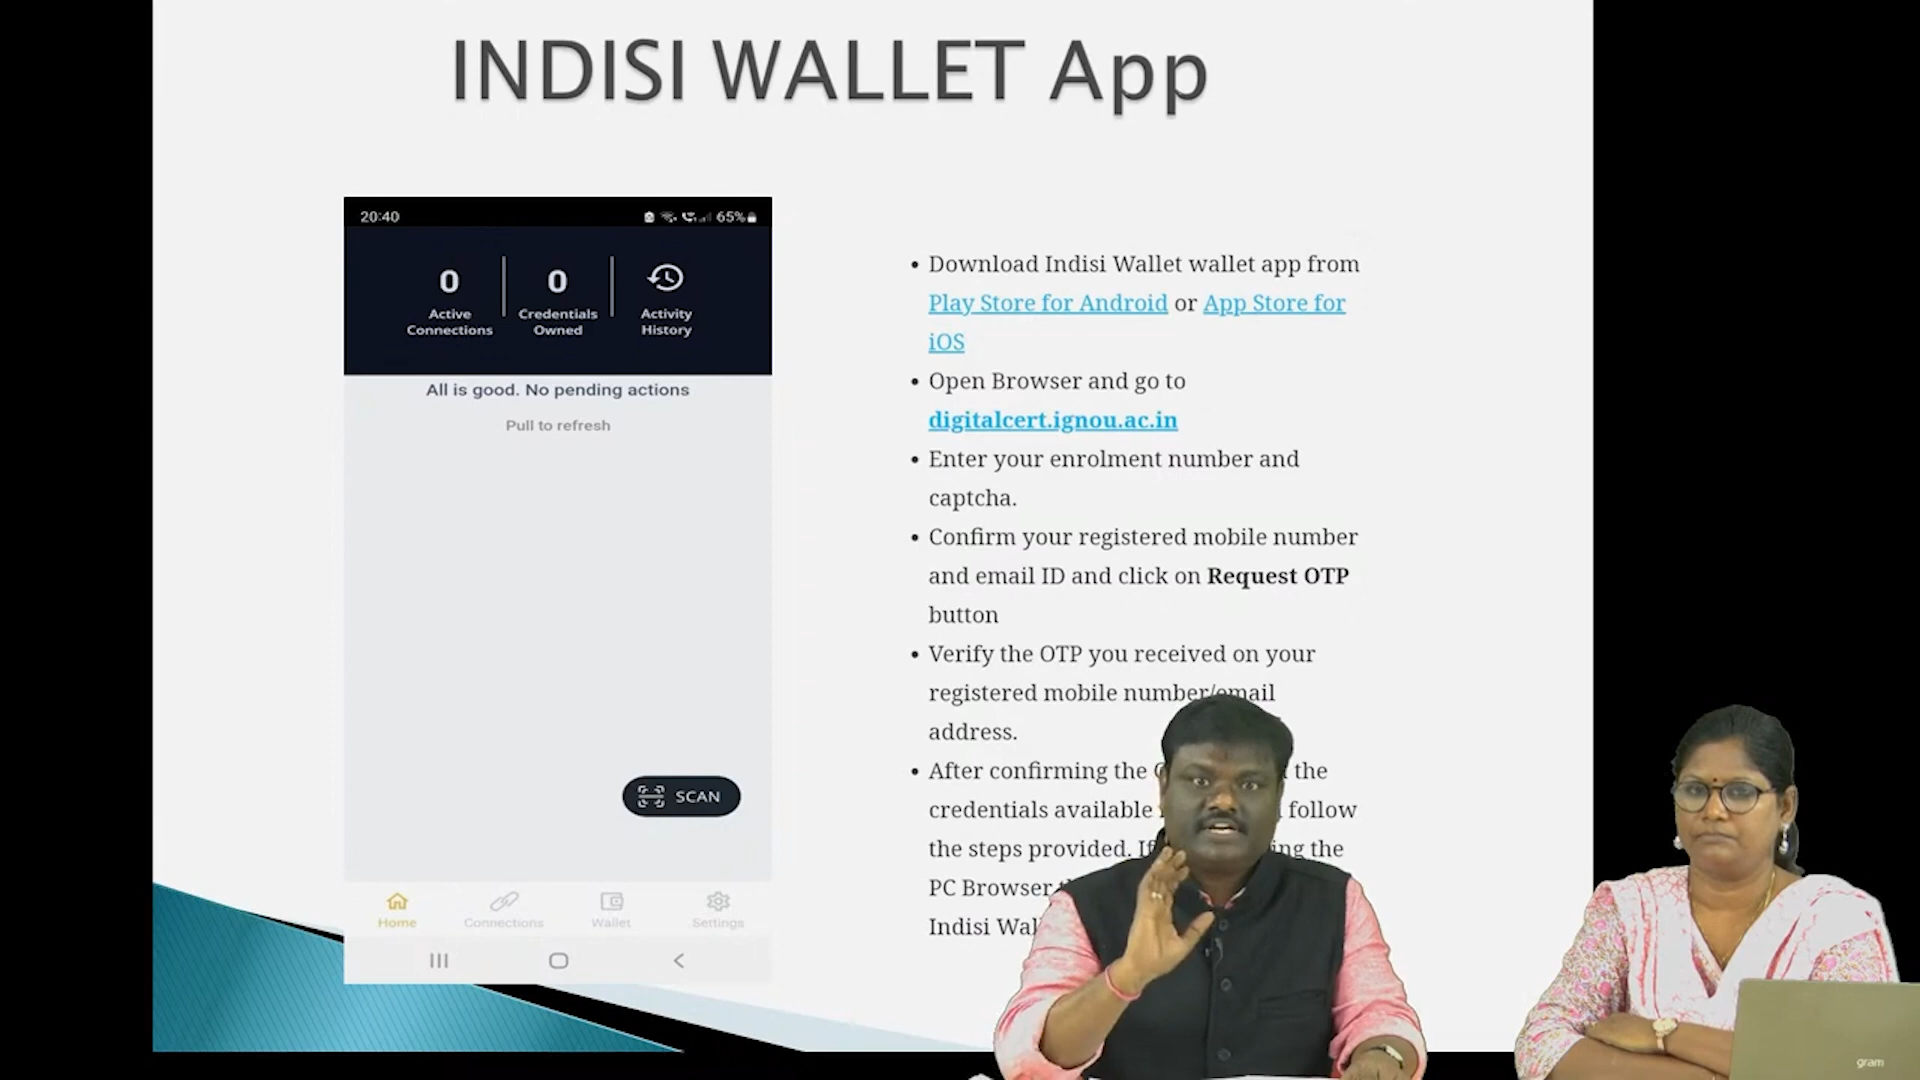 INDISI WALLET App
20:40
65%
0
0
Active
Connections
Credentials
Owned
Activity
History
All is good. No pending actions
Pull to refresh
SCAN
Home
Connections
Wallet
Settings
• Download Indisi Wallet wallet app from
Play Store for Android or App Store for
iOS
• Open Browser and go to
digitalcert.ignou.ac.in
• Enter your enrolment number and
captcha.
• Confirm your registered mobile number
and email ID and click on Request OTP
button
• Verify the OTP you received on your
registered mobile number/email
address.
• After confirming the the
credentials available follow
the steps provided. the
PC Browser
Indisi
gram